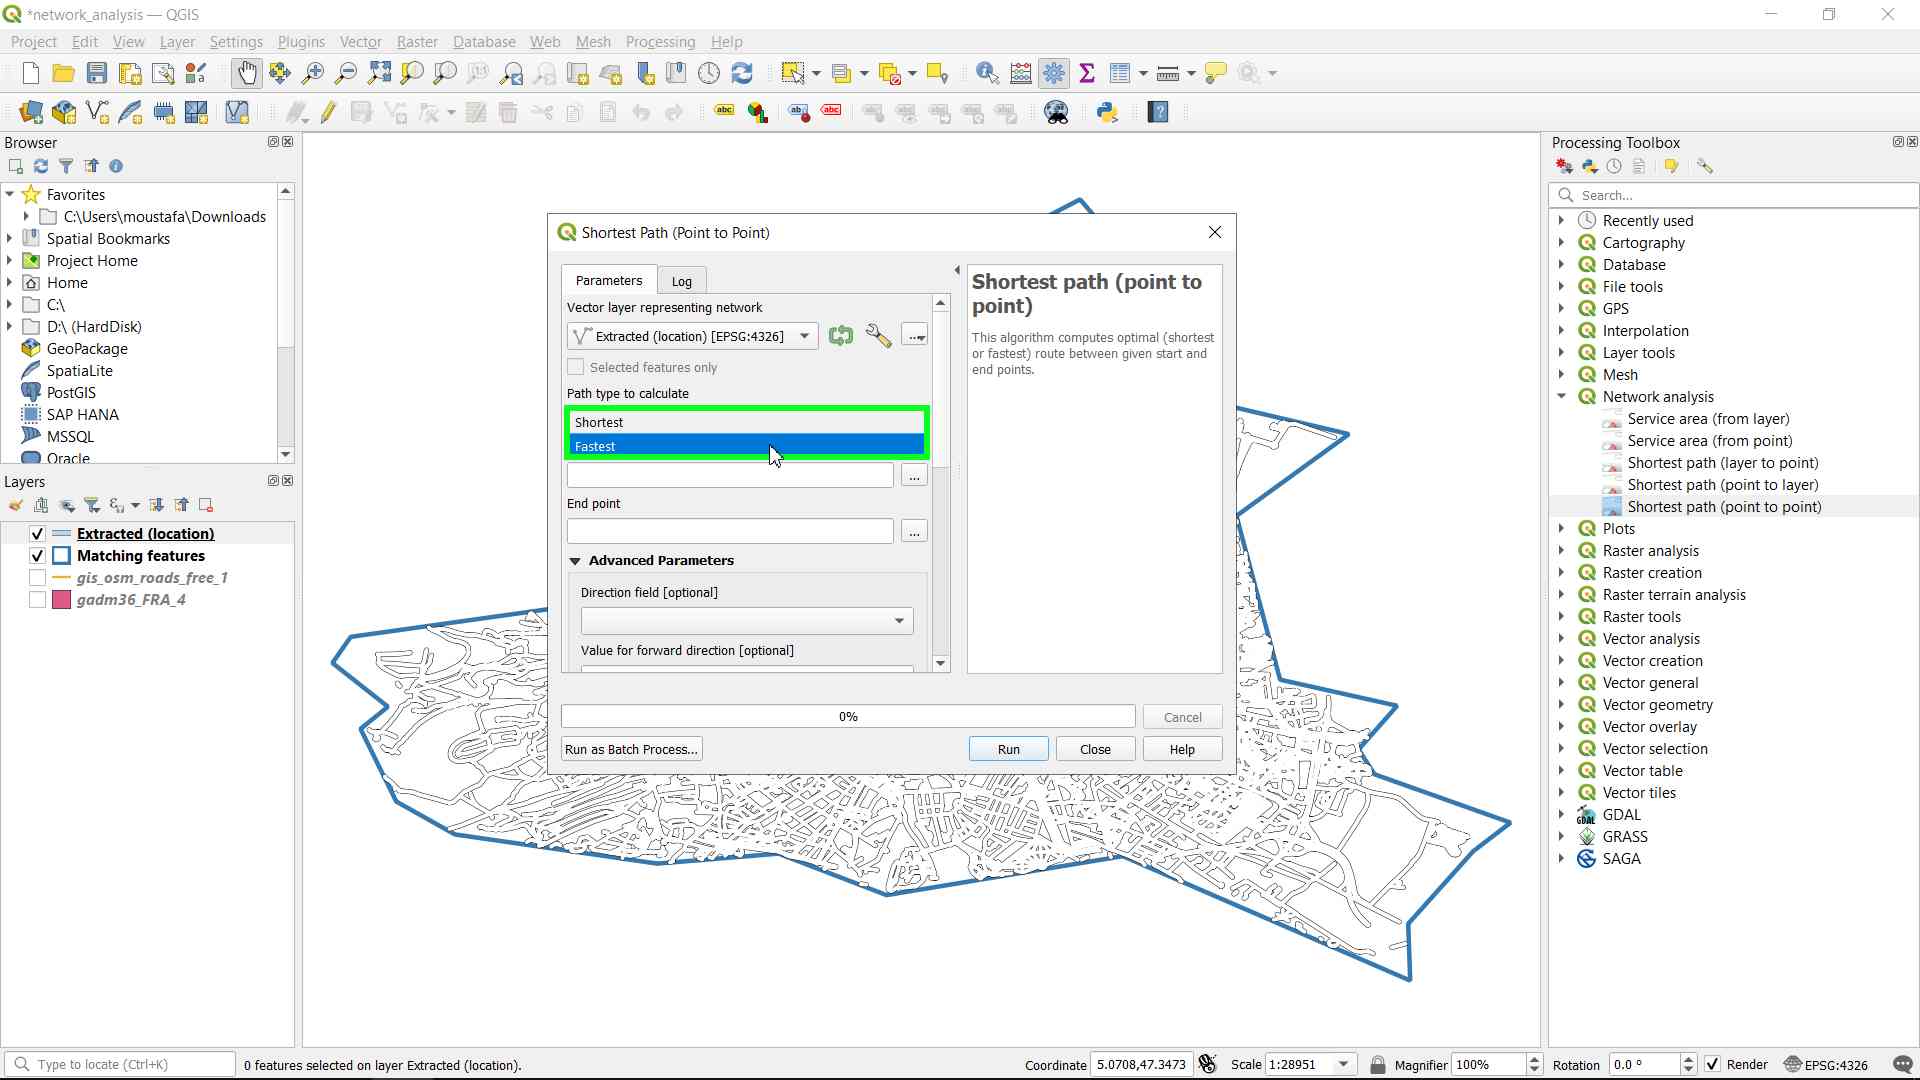 *network_analysis — QGIS
Project Edit View Layer Settings Plugins Vector Raster Database Web Mesh Processing Help
Browser
Favorites
C:\Users\moustafa\Downloads
Spatial Bookmarks
Project Home
Home
C:\
D:\ (HardDisk)
GeoPackage
SpatiaLite
PostGIS
SAP HANA
MSSQL
Oracle
Layers
Extracted (location)
Matching features
gis_osm_roads_free_1
gadm36_FRA_4
Shortest Path (Point to Point)
Parameters Log
Vector layer representing network
Extracted (location) [EPSG:4326]
...
Selected features only
Path type to calculate
Shortest
Fastest
...
End point
...
Advanced Parameters
Direction field [optional]
Value for forward direction [optional]
Shortest path (point to
point)
This algorithm computes optimal (shortest
or fastest) route between given start and
end points.
0%
Cancel
Run as Batch Process...
Run
Close
Help
Processing Toolbox
Search...
Recently used
Cartography
Database
File tools
GPS
Interpolation
Layer tools
Mesh
Network analysis
Service area (from layer)
Service area (from point)
Shortest path (layer to point)
Shortest path (point to layer)
Shortest path (point to point)
Plots
Raster analysis
Raster creation
Raster terrain analysis
Raster tools
Vector analysis
Vector creation
Vector general
Vector geometry
Vector overlay
Vector selection
Vector table
Vector tiles
GDAL
GRASS
SAGA
Type to locate (Ctrl+K)
0 features selected on layer Extracted (location).
Coordinate 5.0708,47.3473
Scale 1:28951
Magnifier 100%
Rotation 0.0 °
Render
EPSG:4326